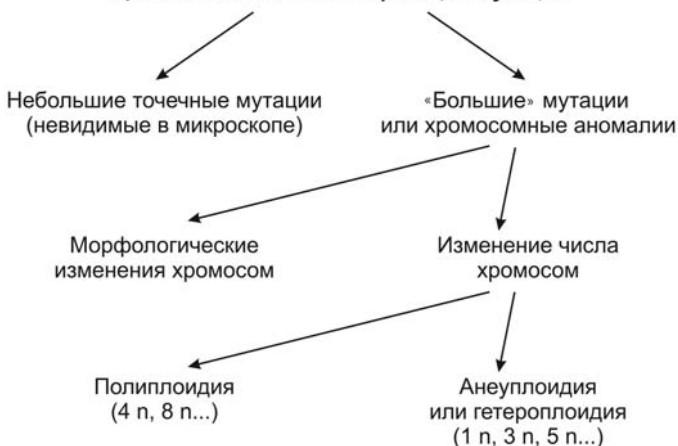 Небольшие точечные мутации
(невидимые в микроскопе)
«Большие» мутации
или хромосомные аномалии
Морфологические
изменения хромосом
Изменение числа
хромосом
Полиплоидия
(4 n, 8 n...)
Анеуплоидия
или гетероплоидия
(1 n, 3 n, 5 n...)